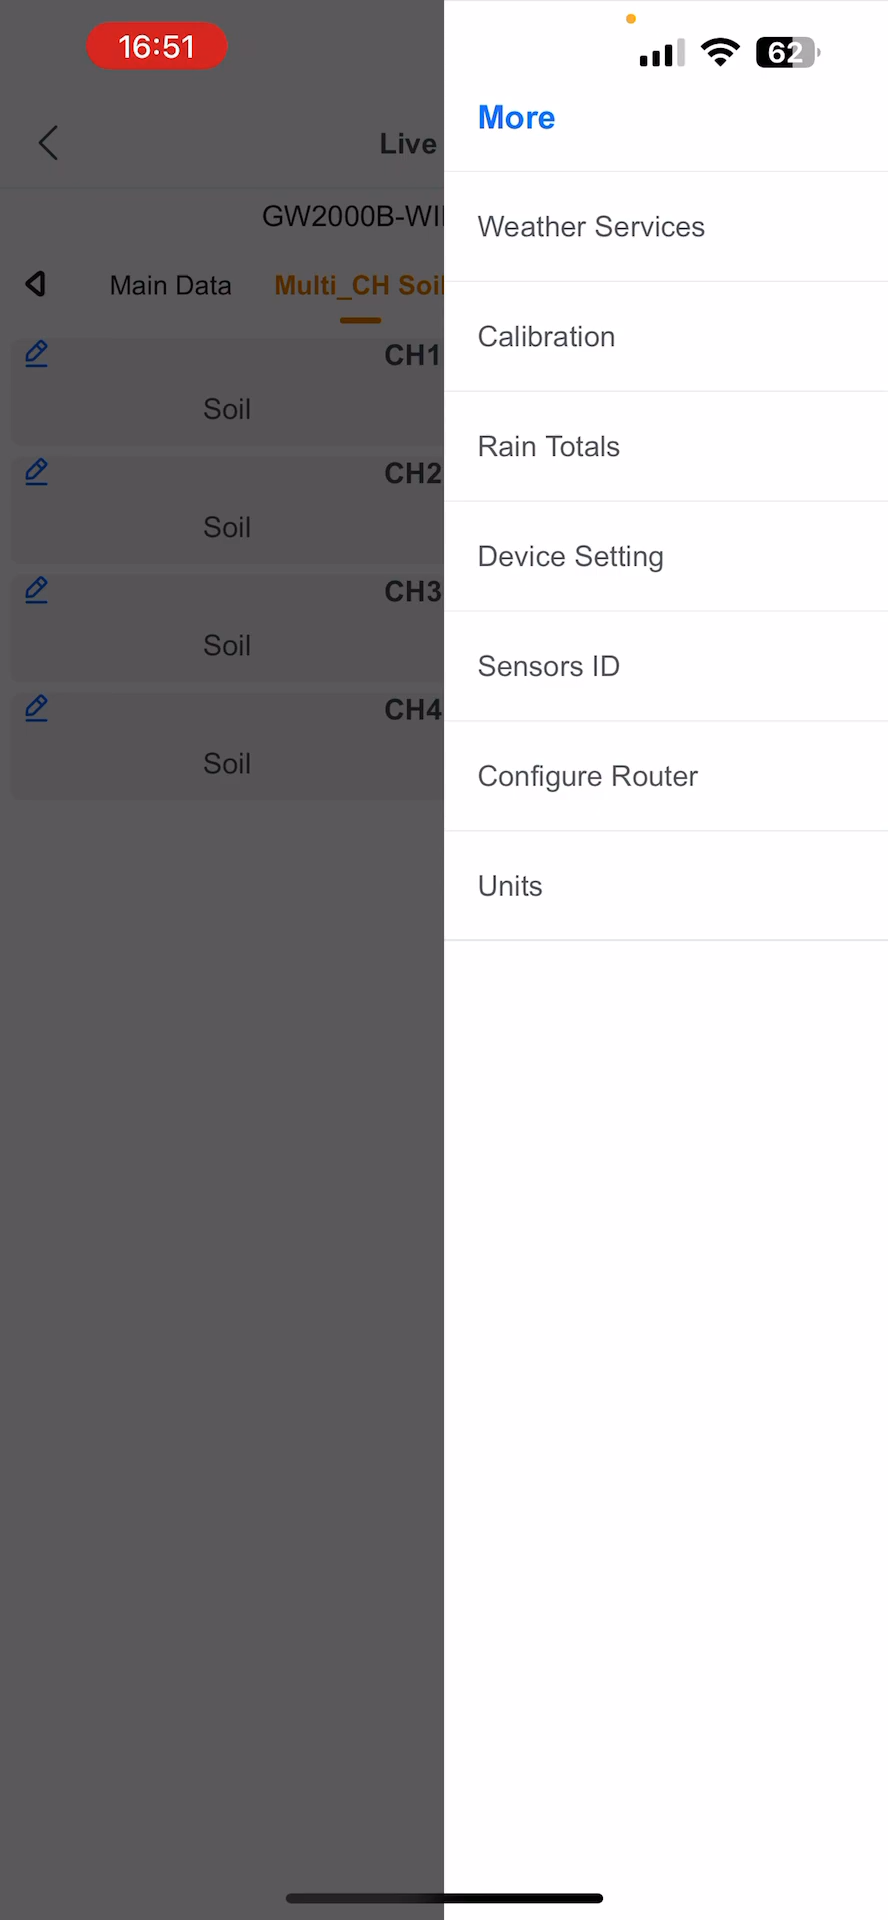 16:51
62
More
Live
GW2000B-WI
Main Data
Multi_CH Soil
CH1
Soil
CH2
Soil
CH3
Soil
CH4
Soil
Weather Services
Calibration
Rain Totals
Device Setting
Sensors ID
Configure Router
Units